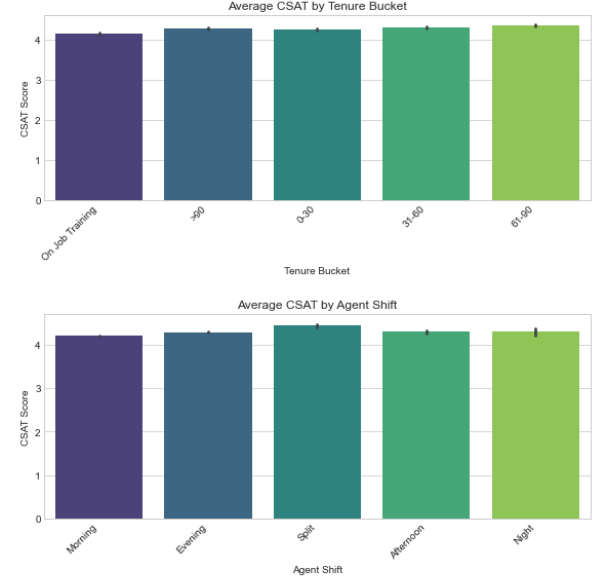 Average CSAT by Tenure Bucket
CSAT Score
4
3
2
1
0
On Job Training
>90
0-30
31-60
61-90
Tenure Bucket
Average CSAT by Agent Shift
CSAT Score
4
3
2
1
0
Morning
Evening
Split
Afternoon
Night
Agent Shift